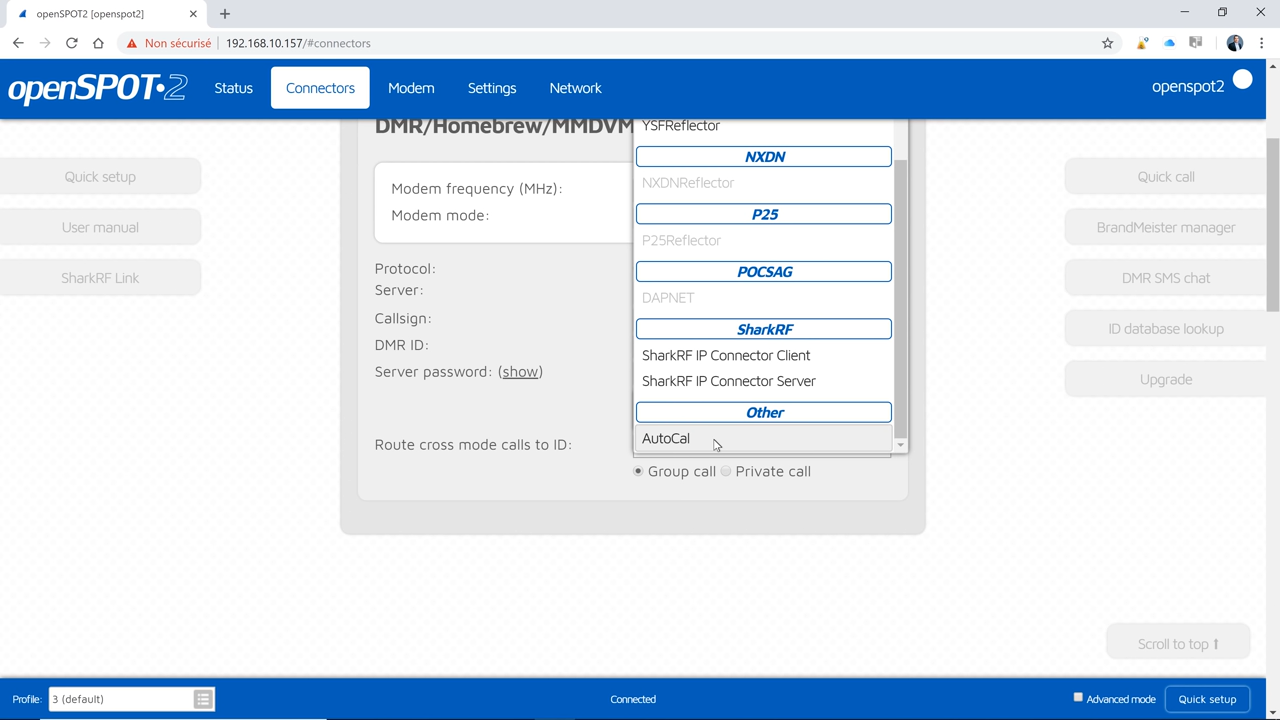 openSPOT2 [openspot2]
Non sécurisé
192.168.10.157/#connectors
openSPOT•2
Status
Connectors
Modem
Settings
Network
openspot2
DMR/Homebrew/MMDVM
Modem frequency (MHz):
Modem mode:
Protocol:
Server:
Callsign:
DMR ID:
Server password: (show)
Route cross mode calls to ID:
Group call
Private call
YSFReflector
NXDN
NXDNReflector
P25
P25Reflector
POCSAG
DAPNET
SharkRF
SharkRF IP Connector Client
SharkRF IP Connector Server
Other
AutoCal
Quick setup
User manual
SharkRF Link
Quick call
BrandMeister manager
DMR SMS chat
ID database lookup
Upgrade
Scroll to top ⬆
Profile:
3 (default)
Connected
Advanced mode
Quick setup